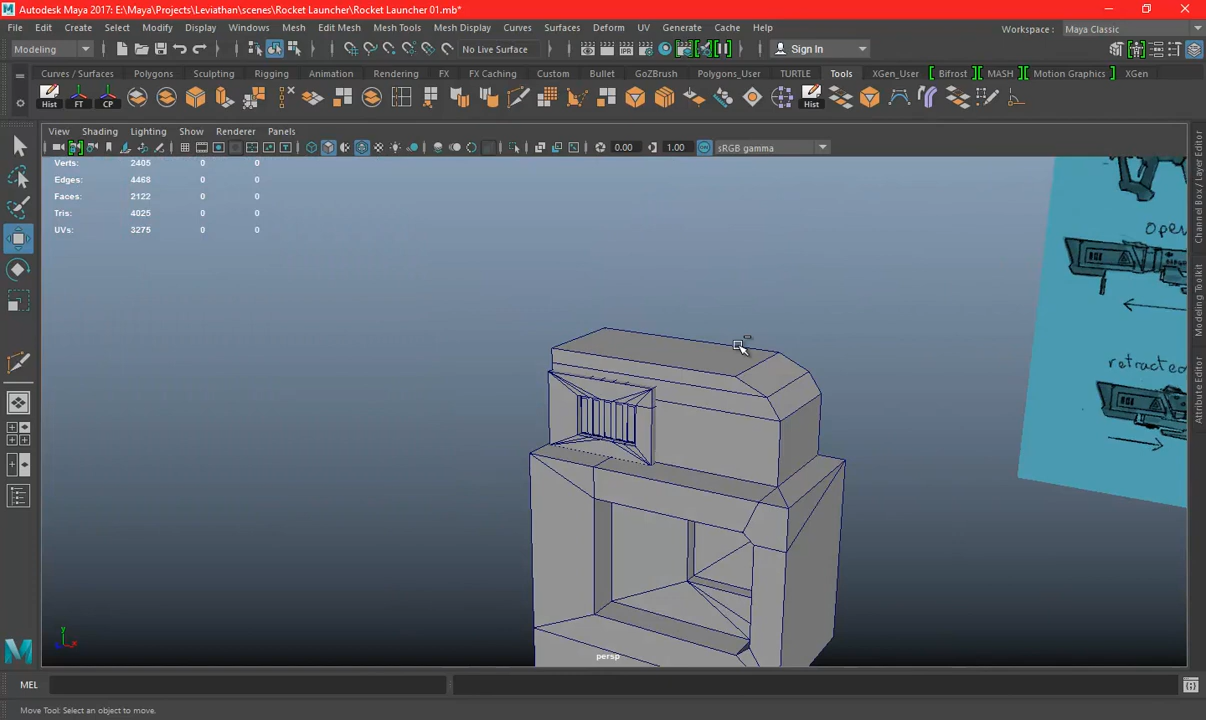 Autodesk Maya 2017: E:\Maya\Projects\Leviathan\scenes\Rocket Launcher\Rocket Launcher 01.mb*
File Edit Create Select Modify Display Windows Mesh Edit Mesh Mesh Tools Mesh Display Curves Surfaces Deform UV Generate Cache Help Workspace: Maya Classic
Modeling No Live Surface Sign In
Curves / Surfaces Polygons Sculpting Rigging Animation Rendering FX FX Caching Custom Bullet GoZBrush Polygons_User TURTLE Tools XGen_User Bifrost MASH Motion Graphics XGen
Hist FT CP Hist
View Shading Lighting Show Renderer Panels
0.00 1.00 sRGB gamma
Verts: 2405 0 0
Edges: 4468 0 0
Faces: 2122 0 0
Tris: 4025 0 0
UVs: 3275 0 0
Channel Box / Layer Editor
Modeling Toolkit
Attribute Editor
retracted
y
x
persp
MEL
Move Tool: Select an object to move.